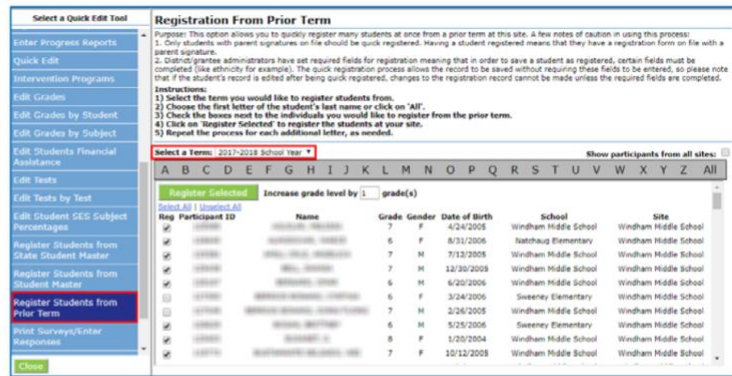 Select a Quick Edit Tool
Enter Progress Reports
Quick Edit
Intervention Programs
Edit Grades
Edit Grades by Student
Edit Grades by Subject
Edit Students Financial
Assistance
Edit Tests
Edit Tests by Test
Edit Student SES Subject
Percentages
Register Students from
State Student Master
Register Students from
Student Master
Register Students from
Prior Term
Print Surveys/Enter
Responses
Close
Registration From Prior Term
Purpose: This option allows you to quickly register many students at once from a prior term at this site. A few notes of caution in using this process:
1. Only students with parent signatures on file should be quick registered. Having a student registered means that they have a registration form on file with a
parent signature.
2. District/grantee administrators have set required fields for registration meaning that in order to save a student as registered, certain fields must be
completed (like ethnicity for example). The quick registration process allows the record to be saved without requiring these fields to be entered, so please note
that if the student's record is edited after being quick registered, changes to the registration record cannot be made unless the required fields are completed.
Instructions:
1) Select the term you would like to register students from.
2) Choose the first letter of the student's last name or click on 'All'.
3) Check the boxes next to the individuals you would like to register from the prior term.
4) Click on 'Register Selected' to register the students at your site.
5) Repeat the process for each additional letter, as needed.
Select a Term: 2017-2018 School Year Show participants from all sites:
A B C D E F G H I J K L M N O P Q R S T U V W X Y Z All
Register Selected Increase grade level by 1 grade(s)
Select All | Unselect All
Reg Participant ID Name Grade Gender Date of Birth School Site
7 F 4/24/2005 Windham Middle School Windham Middle School
6 F 8/31/2006 Natchaug Elementary Windham Middle School
7 M 7/12/2005 Windham Middle School Windham Middle School
7 M 12/30/2005 Windham Middle School Windham Middle School
6 M 6/20/2006 Windham Middle School Windham Middle School
6 F 3/24/2006 Sweeney Elementary Windham Middle School
7 M 2/26/2005 Windham Middle School Windham Middle School
6 M 5/25/2006 Sweeney Elementary Windham Middle School
8 F 1/20/2004 Windham Middle School Windham Middle School
7 F 10/12/2005 Windham Middle School Windham Middle School